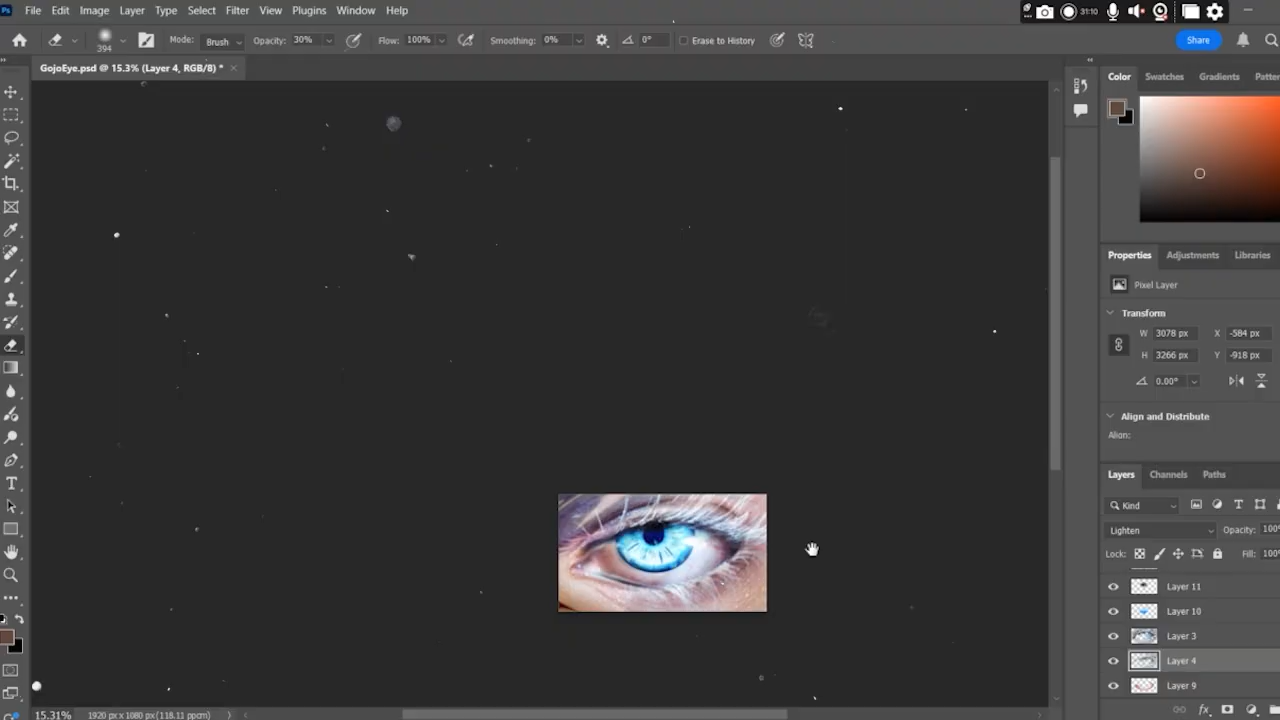 Ps File Edit Image Layer Type Select Filter View Plugins Window Help 31:10
394 Mode: Brush Opacity: 30% Flow: 100% Smoothing: 0% 0° Erase to History Share
GojoEye.psd @ 15.3% (Layer 4, RGB/8) * ×
Color Swatches Gradients
Properties Adjustments Libraries
Pixel Layer
Transform
W 3078 px X -584 px
H 3266 px Y -918 px
0.00°
Align and Distribute
Align:
Layers Channels Paths
Kind
Lighten Opacity: 100%
Lock: Fill:
Layer 11
Layer 10
Layer 3
Layer 4
Layer 9
15.31% 1920 px x 1080 px (118.11 ppcm)
fx